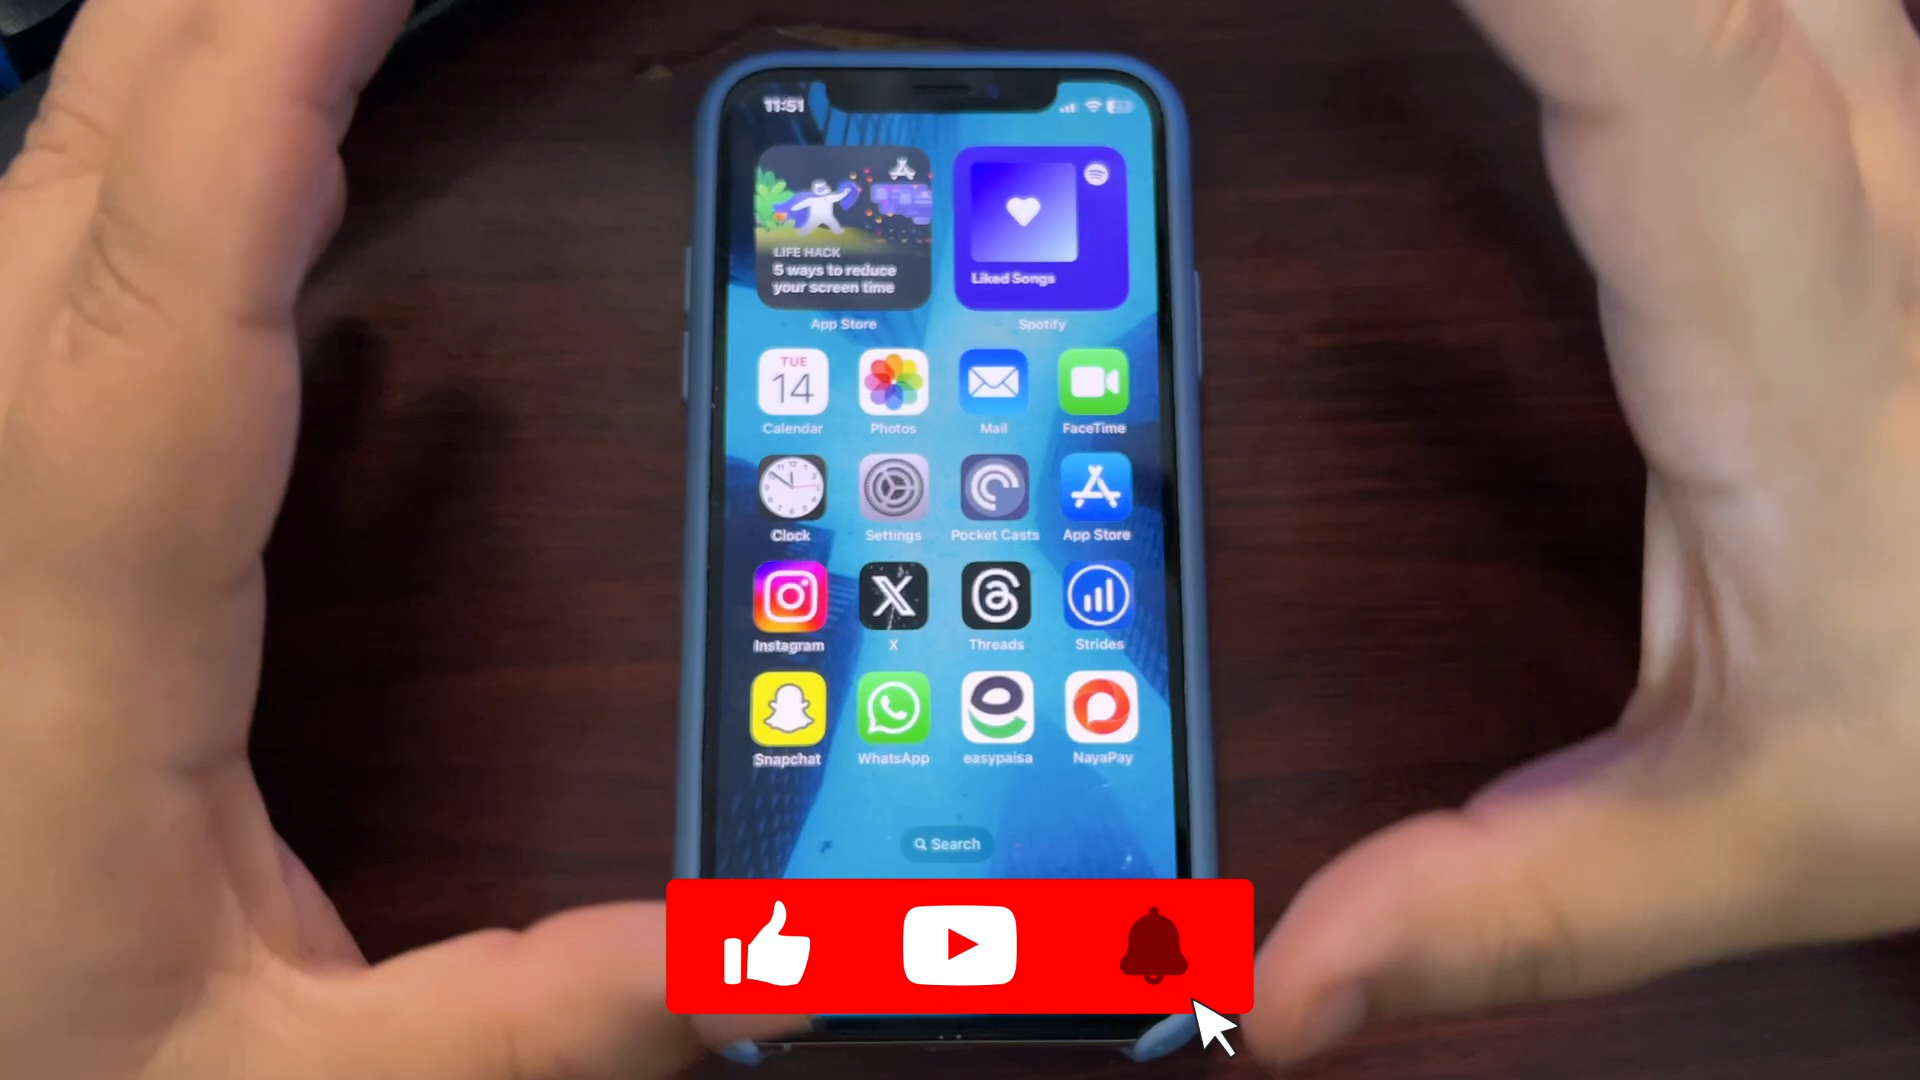 11:51
LIFE HACK
5 ways to reduce
your screen time
Liked Songs
App Store
Spotify
TUE
14
Calendar
Photos
Mail
FaceTime
Clock
Settings
Pocket Casts
App Store
Instagram
X
Threads
Strides
Snapchat
WhatsApp
easypaisa
NayaPay
Search